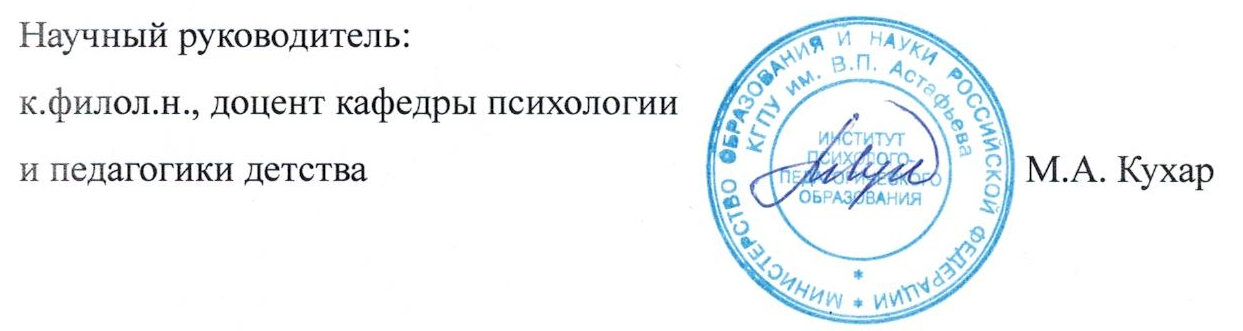 Научный руководитель:
к.филол.н., доцент кафедры психологии
и педагогики детства
М.А. Кухар
МИНИСТЕРСТВО ОБРАЗОВАНИЯ И НАУКИ РОССИЙСКОЙ ФЕДЕРАЦИИ *
КГПУ им. В.П. Астафьева
ИНСТИТУТ
ПСИХОЛОГО-
ПЕДАГОГИЧЕСКОГО
ОБРАЗОВАНИЯ
*